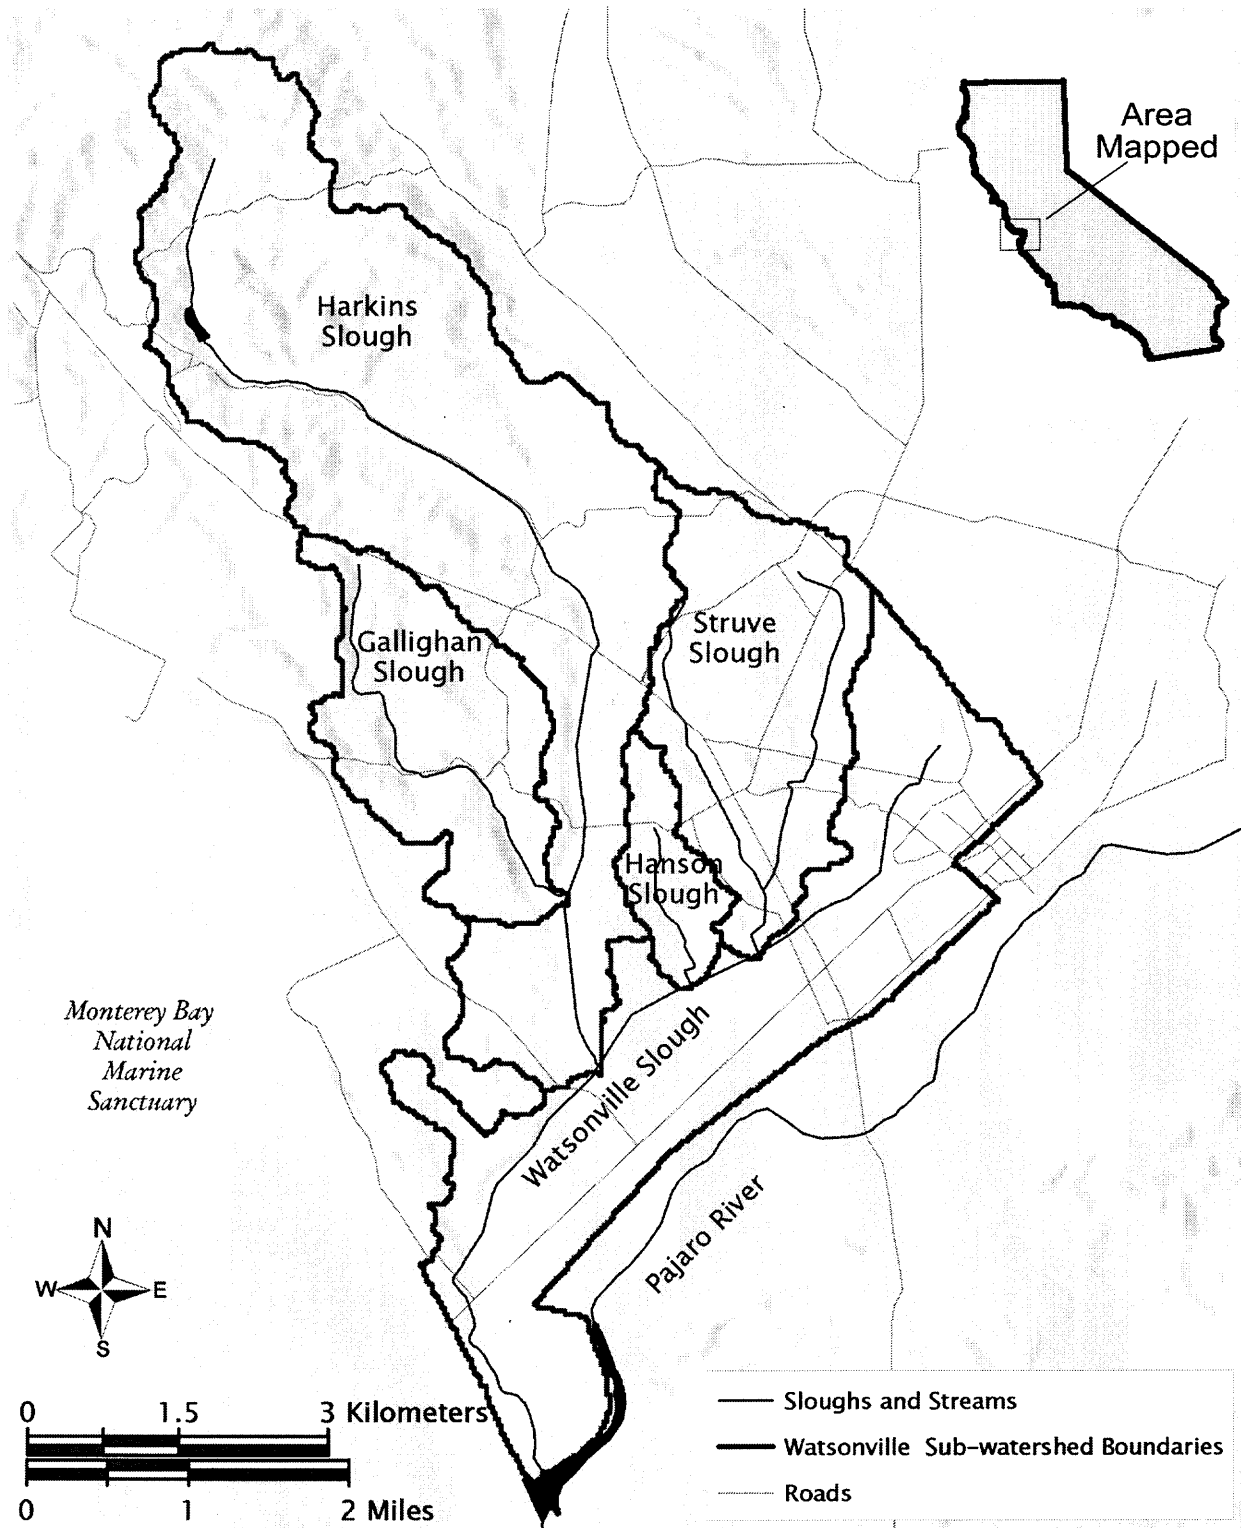 Area
Mapped
Harkins
Slough
Struve
Slough
Gallighan
Slough
Hanson
Slough
Watsonville Slough
Pajaro River
Monterey Bay
National
Marine
Sanctuary
N
W E
S
0 1.5 3 Kilometers
0 1 2 Miles
Sloughs and Streams
Watsonville Sub-watershed Boundaries
Roads